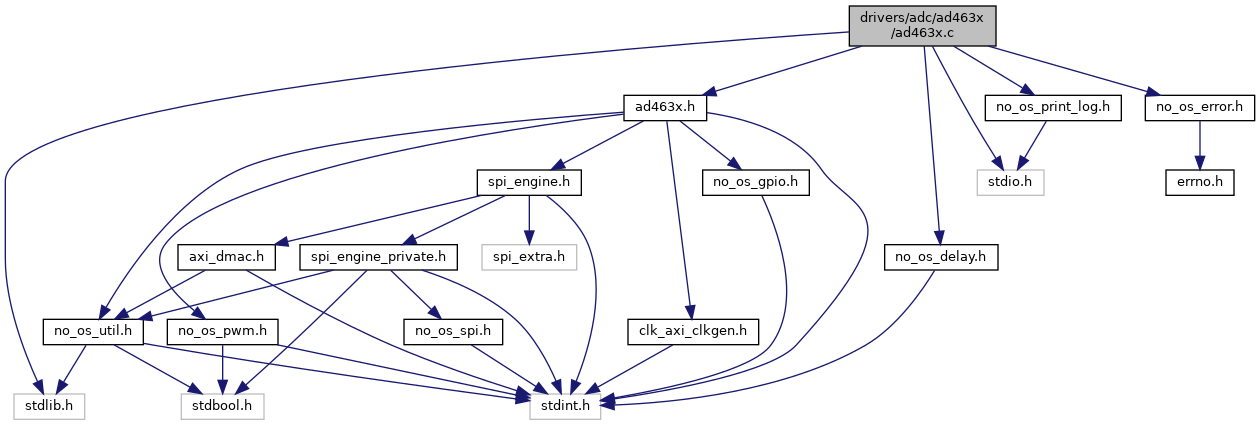 drivers/adc/ad463x
/ad463x.c
ad463x.h
no_os_print_log.h
no_os_error.h
spi_engine.h
no_os_gpio.h
stdio.h
errno.h
axi_dmac.h
spi_engine_private.h
spi_extra.h
no_os_delay.h
no_os_util.h
no_os_pwm.h
no_os_spi.h
clk_axi_clkgen.h
stdlib.h
stdbool.h
stdint.h